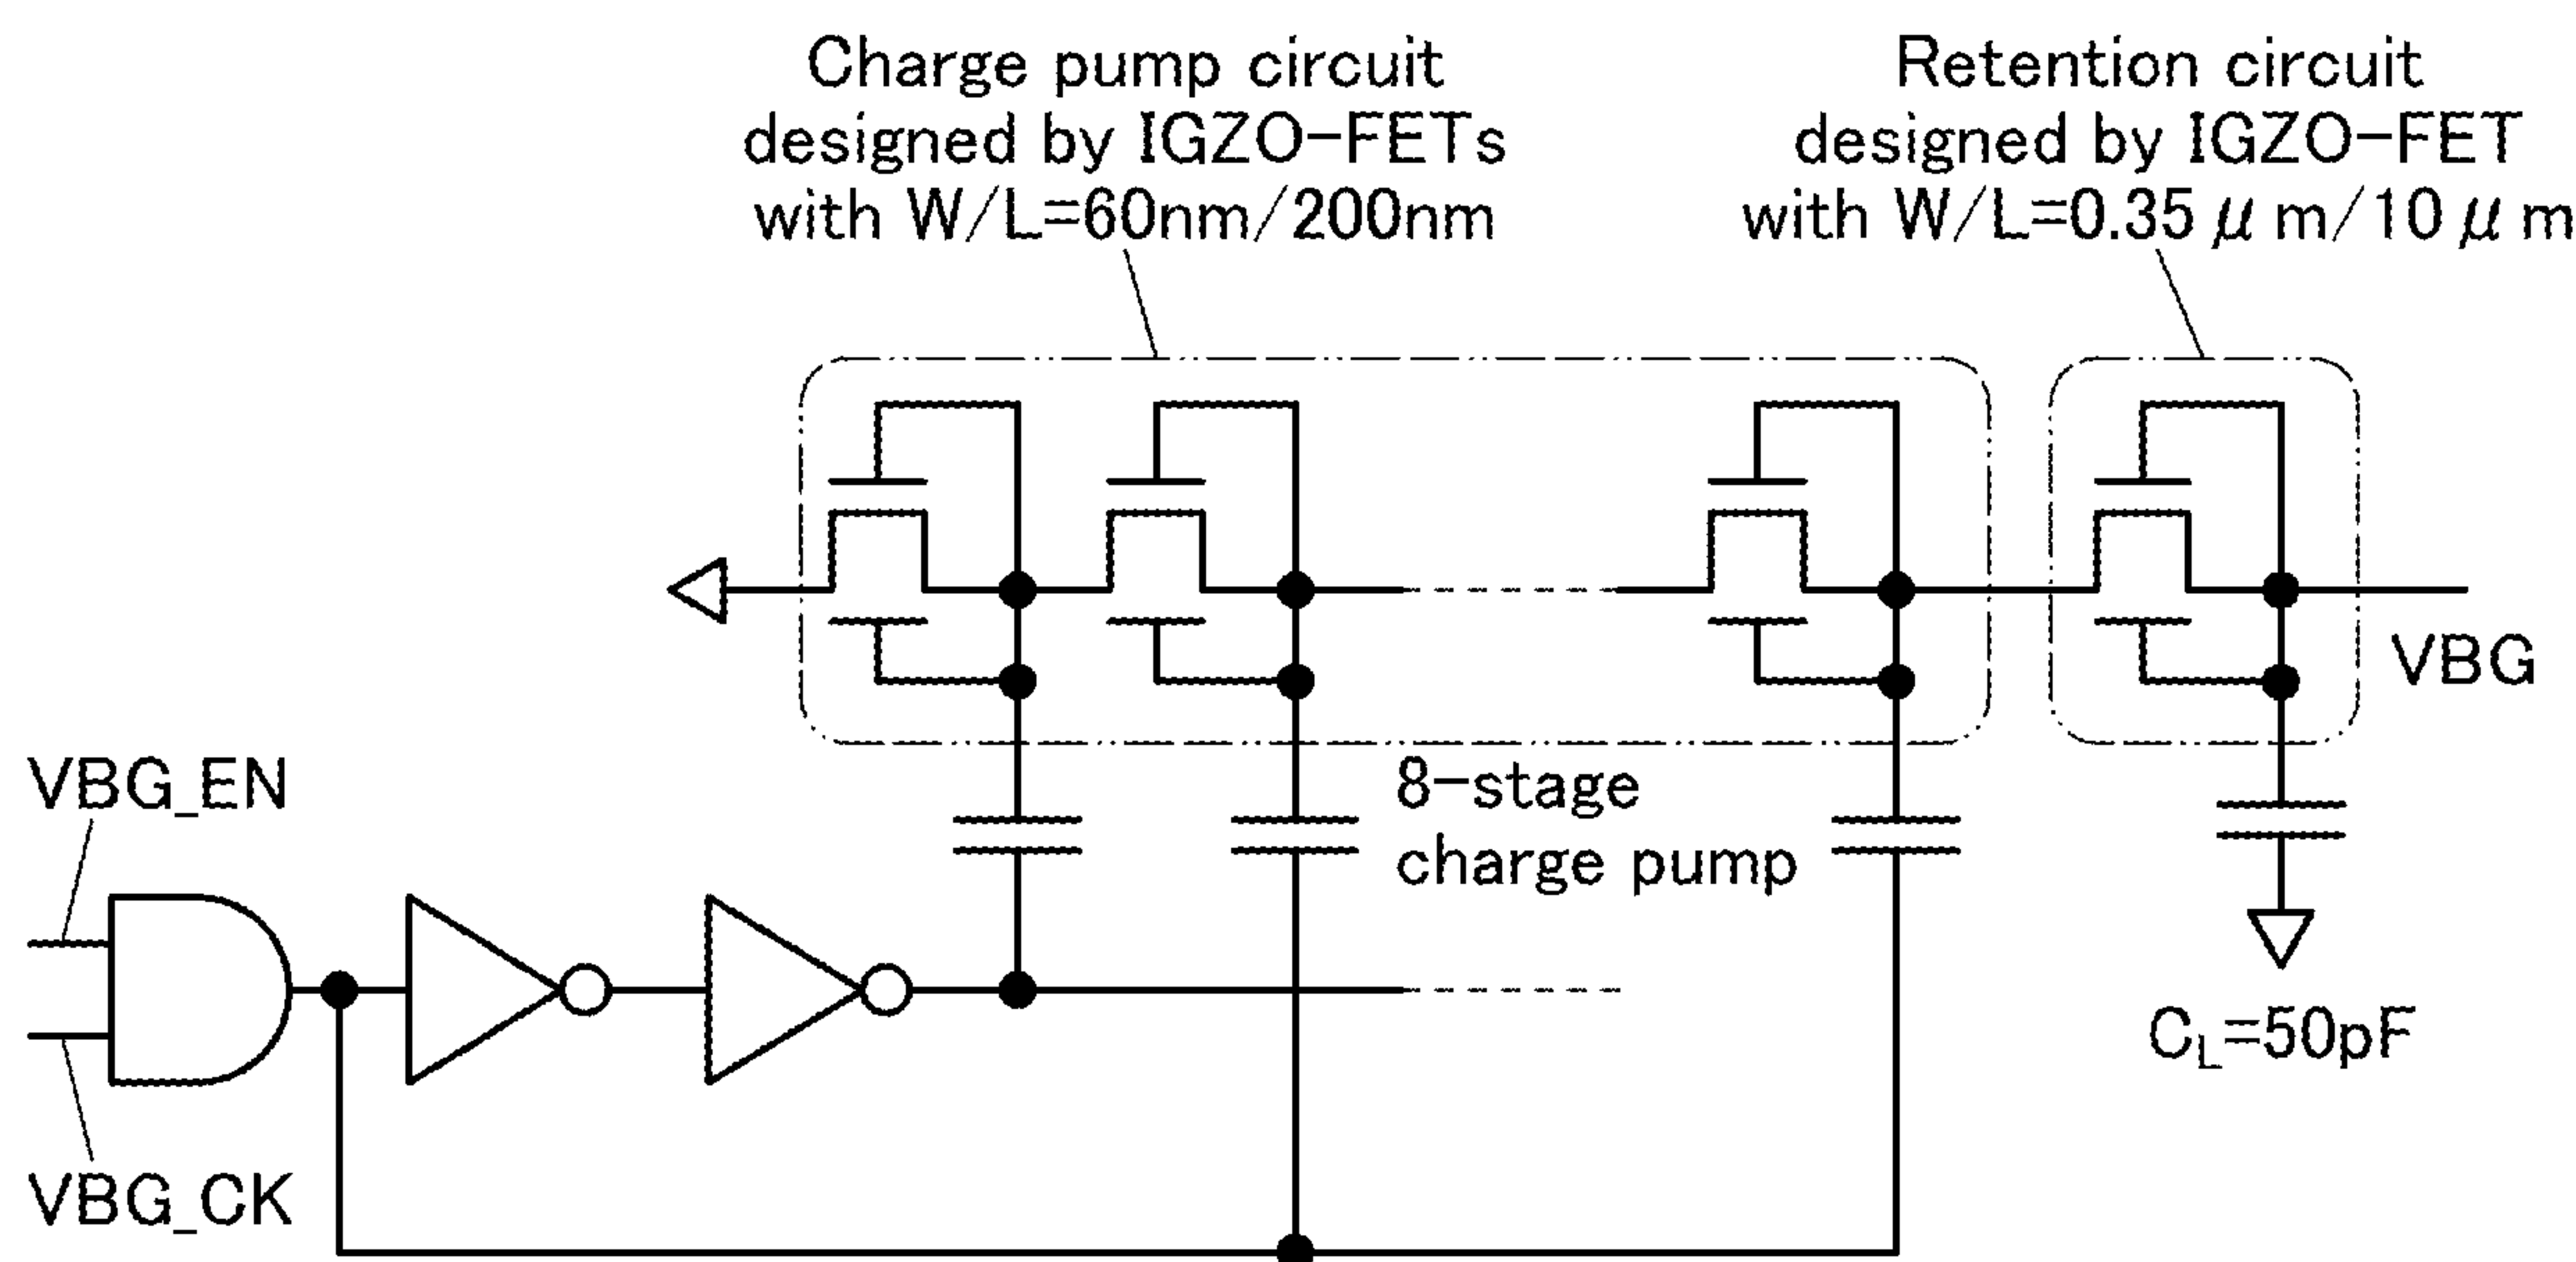 Charge pump circuit
designed by IGZO-FETs
with W/L=60nm/200nm
Retention circuit
designed by IGZO-FET
with W/L=0.35μm/10μm
VBG
8-stage
charge pump
VBG_EN
VBG_CK
CL=50pF